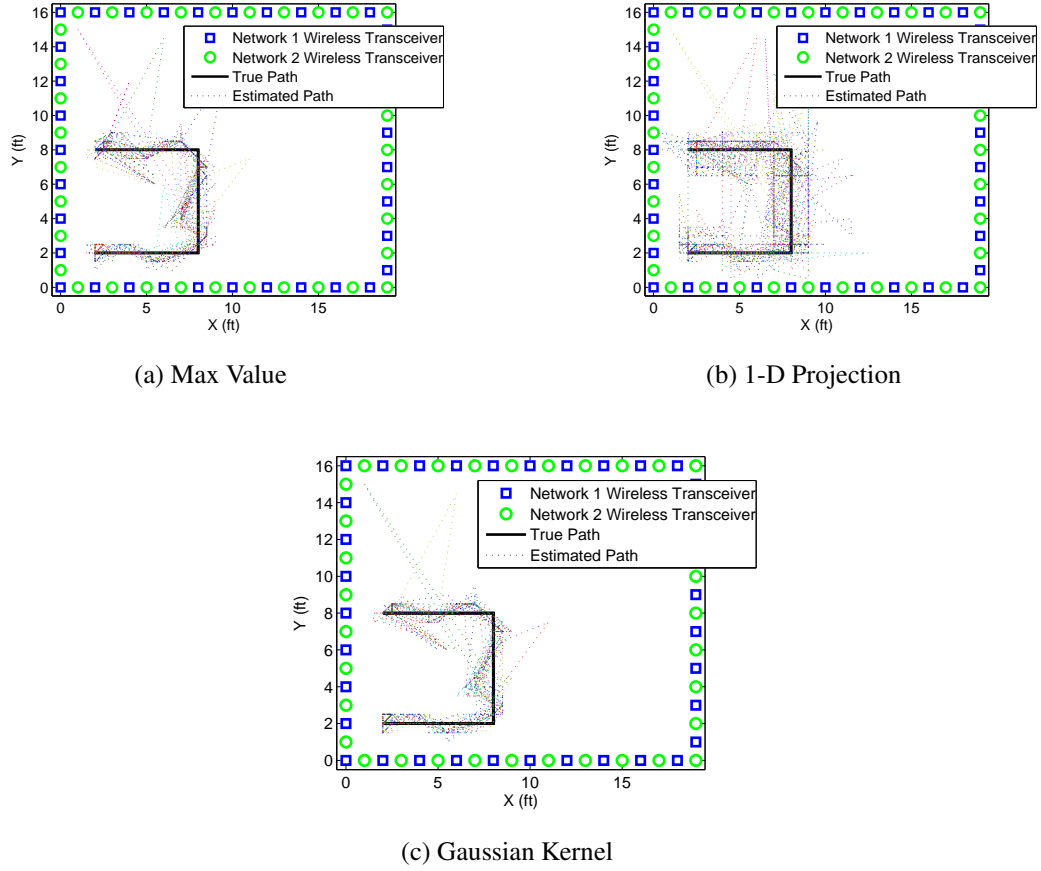 16
14
12
10
8
6
4
2
0
Y (ft)
0 5 10 15
X (ft)
Network 1 Wireless Transceiver
Network 2 Wireless Transceiver
True Path
Estimated Path
(a) Max Value
16
14
12
10
8
6
4
2
0
Y (ft)
0 5 10 15
X (ft)
Network 1 Wireless Transceiver
Network 2 Wireless Transceiver
True Path
Estimated Path
(b) 1-D Projection
16
14
12
10
8
6
4
2
0
Y (ft)
0 5 10 15
X (ft)
Network 1 Wireless Transceiver
Network 2 Wireless Transceiver
True Path
Estimated Path
(c) Gaussian Kernel